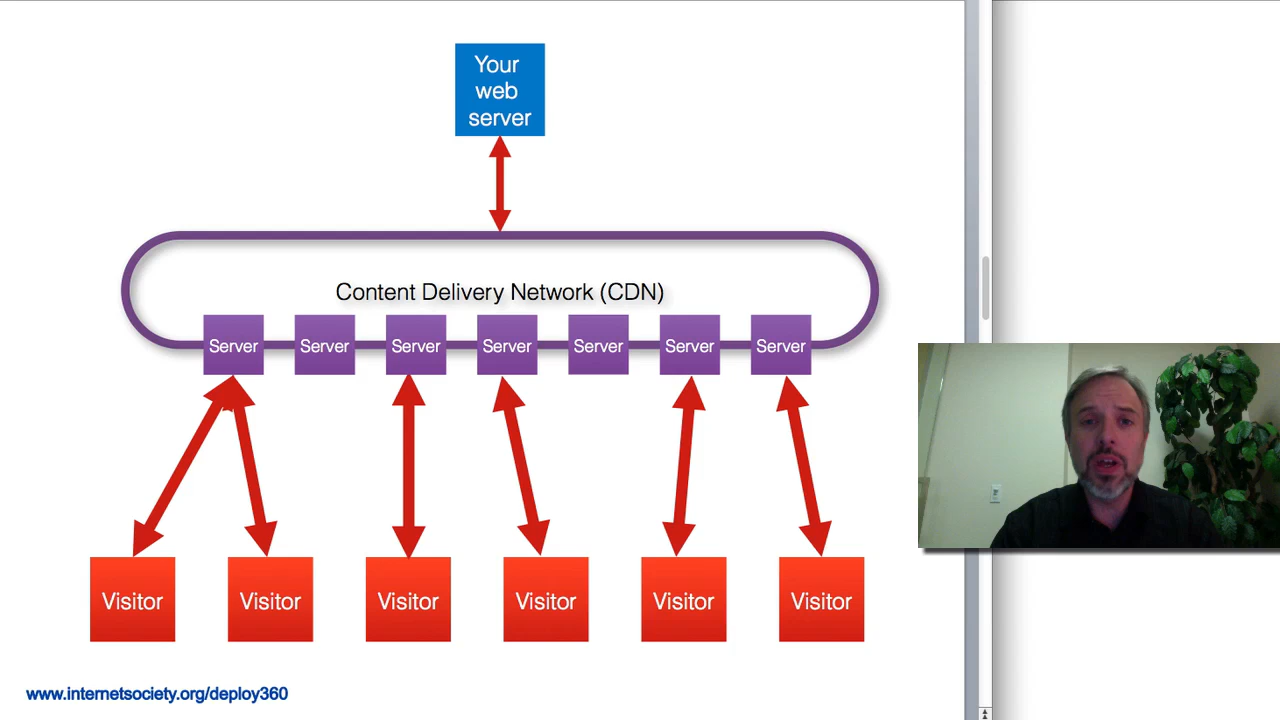 Your
web
server
Content Delivery Network (CDN)
Server Server Server Server Server Server Server
Visitor Visitor Visitor Visitor Visitor Visitor
www.internetsociety.org/deploy360